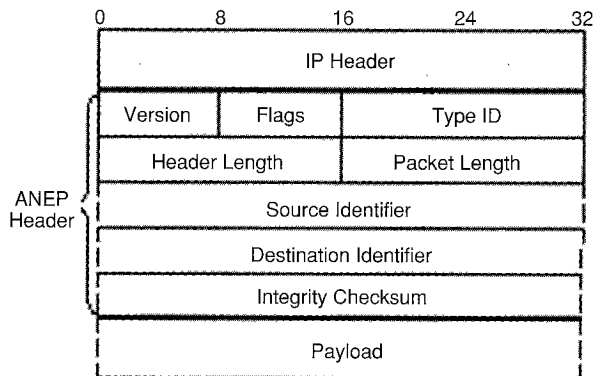 0 8 16 24 32
IP Header
Version Flags Type ID
Header Length Packet Length
ANEP
Header
Source Identifier
Destination Identifier
Integrity Checksum
Payload